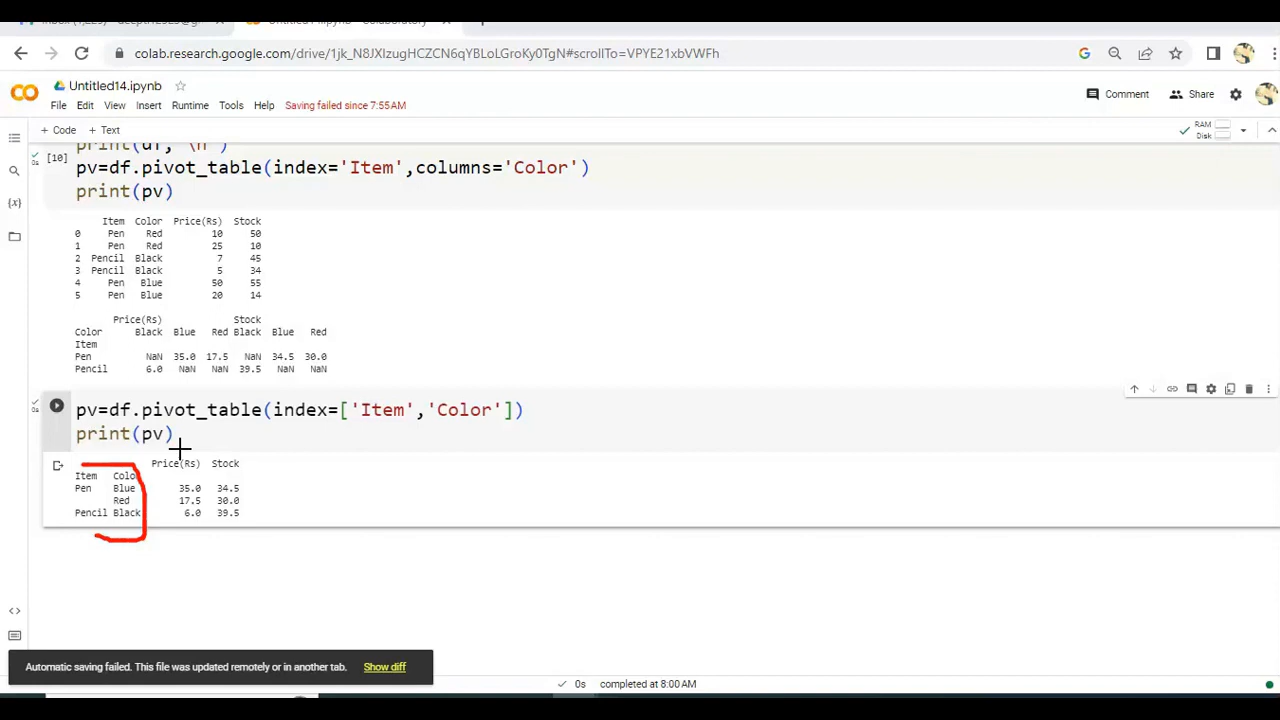 colab.research.google.com/drive/1jk_N8JXIzugHCZCN6qYBLoLGroKy0TgN#scrollTo=VPYE21xbVWFh
Untitled14.ipynb
File Edit View Insert Runtime Tools Help Saving failed since 7:55AM
Comment Share
+ Code + Text
RAM
Disk
print(df, '\n')
[10]
0s
pv=df.pivot_table(index='Item',columns='Color')
print(pv)
Item Color Price(Rs) Stock
0 Pen Red 10 50
1 Pen Red 25 10
2 Pencil Black 7 45
3 Pencil Black 5 34
4 Pen Blue 50 55
5 Pen Blue 20 14
Price(Rs) Stock
Color Black Blue Red Black Blue Red
Item
Pen NaN 35.0 17.5 NaN 34.5 30.0
Pencil 6.0 NaN NaN 39.5 NaN NaN
0s
pv=df.pivot_table(index=['Item','Color'])
print(pv)
Price(Rs) Stock
Item Color
Pen Blue 35.0 34.5
Red 17.5 30.0
Pencil Black 6.0 39.5
Automatic saving failed. This file was updated remotely or in another tab. Show diff
0s completed at 8:00 AM